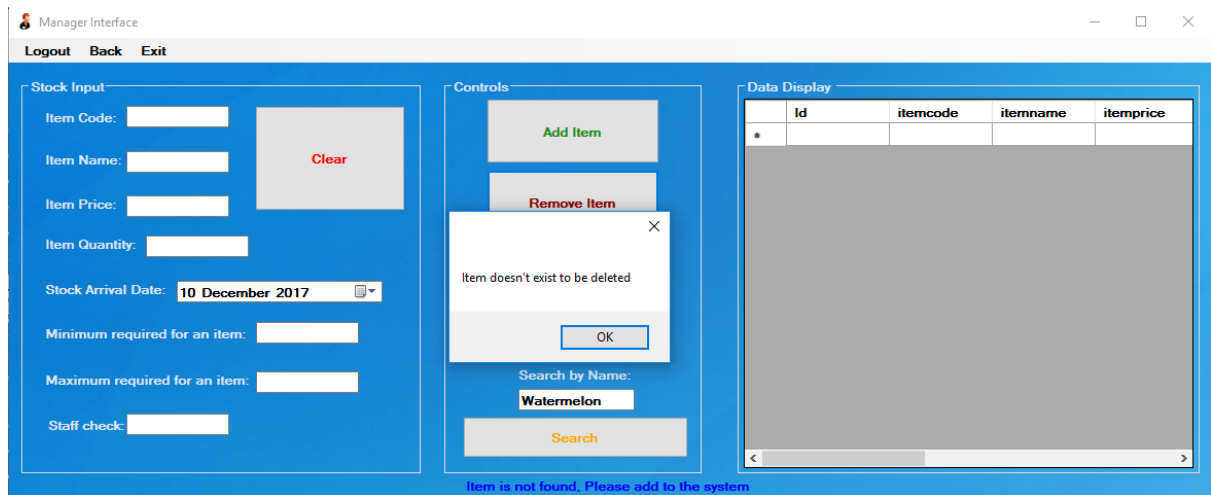 Manager Interface
Logout Back Exit
Stock Input
Item Code:
Clear
Item Name:
Item Price:
Item Quantity:
Stock Arrival Date: 10 December 2017
Minimum required for an item:
Maximum required for an item:
Staff check:
Controls
Add Item
Remove Item
Item doesn't exist to be deleted
OK
Search by Name:
Watermelon
Search
Data Display
Id itemcode itemname itemprice
Item is not found, Please add to the system